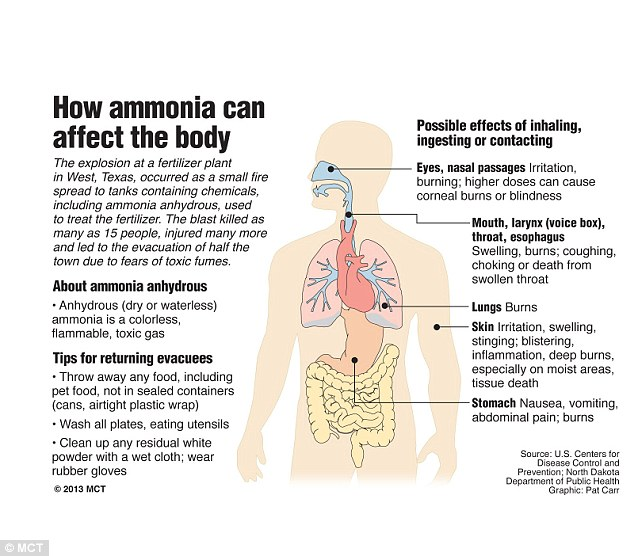 How ammonia can
affect the body
The explosion at a fertilizer plant
in West, Texas, occurred as a small fire
spread to tanks containing chemicals,
including ammonia anhydrous, used
to treat the fertilizer. The blast killed as
many as 15 people, injured many more
and led to the evacuation of half the
town due to fears of toxic fumes.
About ammonia anhydrous
• Anhydrous (dry or waterless)
ammonia is a colorless,
flammable, toxic gas
Tips for returning evacuees
• Throw away any food, including
pet food, not in sealed containers
(cans, airtight plastic wrap)
• Wash all plates, eating utensils
• Clean up any residual white
powder with a wet cloth; wear
rubber gloves
© 2013 MCT
Possible effects of inhaling,
ingesting or contacting
Eyes, nasal passages Irritation,
burning; higher doses can cause
corneal burns or blindness
Mouth, larynx (voice box),
throat, esophagus
Swelling, burns; coughing,
choking or death from
swollen throat
Lungs Burns
Skin Irritation, swelling,
stinging; blistering,
inflammation, deep burns,
especially on moist areas,
tissue death
Stomach Nausea, vomiting,
abdominal pain; burns
Source: U.S. Centers for
Disease Control and
Prevention; North Dakota
Department of Public Health
Graphic: Pat Carr
© MCT